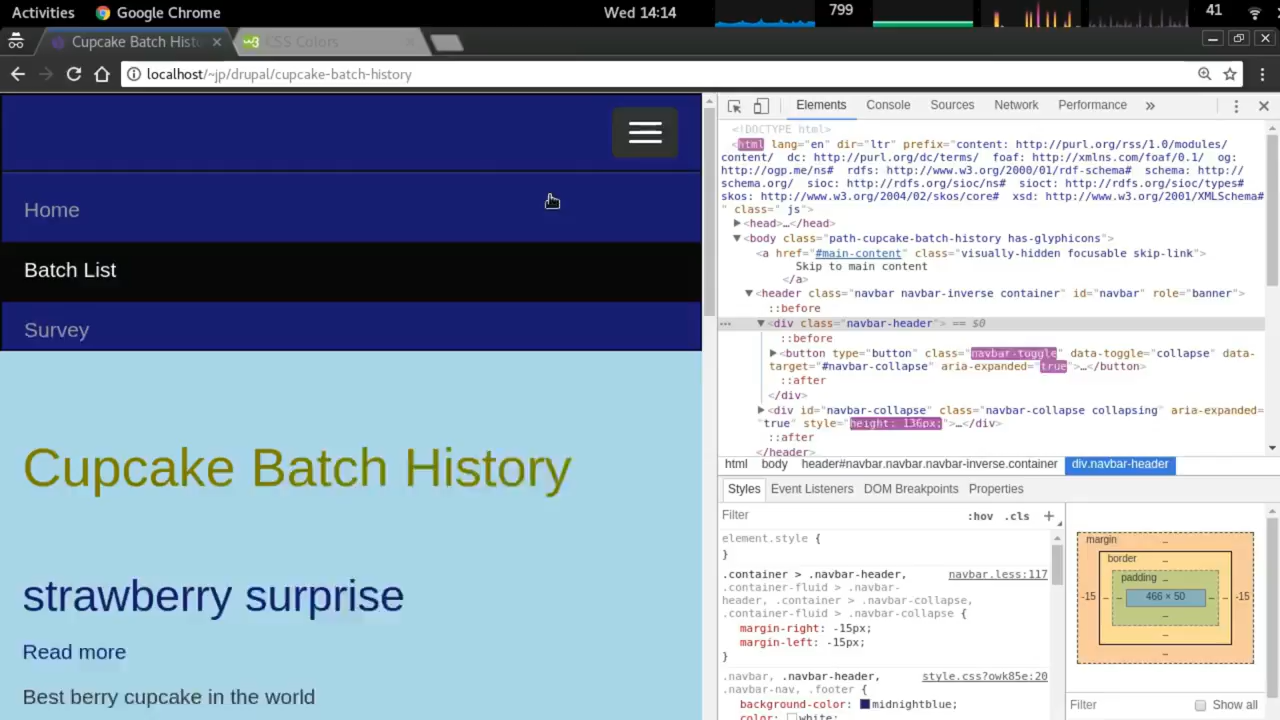 Activities Google Chrome Wed 14:14 799 41
Cupcake Batch Hist × CSS Colors ×
localhost/~jp/drupal/cupcake-batch-history
Home
Batch List
Survey
Cupcake Batch History
strawberry surprise
Read more
Best berry cupcake in the world
Elements Console Sources Network Performance »
<!DOCTYPE html>
<html lang="en" dir="ltr" prefix="content: http://purl.org/rss/1.0/modules/
content/  dc: http://purl.org/dc/terms/  foaf: http://xmlns.com/foaf/0.1/  og:
http://ogp.me/ns#  rdfs: http://www.w3.org/2000/01/rdf-schema#  schema: http://
schema.org/  sioc: http://rdfs.org/sioc/ns#  sioct: http://rdfs.org/sioc/types#
skos: http://www.w3.org/2004/02/skos/core#  xsd: http://www.w3.org/2001/XMLSchema#
" class=" js">
<head>…</head>
<body class="path-cupcake-batch-history has-glyphicons">
<a href="#main-content" class="visually-hidden focusable skip-link">
Skip to main content
</a>
<header class="navbar navbar-inverse container" id="navbar" role="banner">
::before
… <div class="navbar-header"> == $0
::before
<button type="button" class="navbar-toggle" data-toggle="collapse" data-
target="#navbar-collapse" aria-expanded="true">…</button>
::after
</div>
<div id="navbar-collapse" class="navbar-collapse collapsing" aria-expanded=
"true" style="height: 136px;">…</div>
::after
</header>
html body header#navbar.navbar.navbar-inverse.container div.navbar-header
Styles Event Listeners DOM Breakpoints Properties
Filter :hov .cls +
element.style {
}
.container > .navbar-header, navbar.less:117
.container-fluid > .navbar-
header, .container > .navbar-collapse,
.container-fluid > .navbar-collapse {
margin-right: -15px;
margin-left: -15px;
}
.navbar, .navbar-header, style.css?owk85e:20
.navbar-nav, .footer {
background-color: midnightblue;
color: white;
margin –
border –
padding –
-15 – – 466 × 50 – – -15
–
–
–
Filter Show all